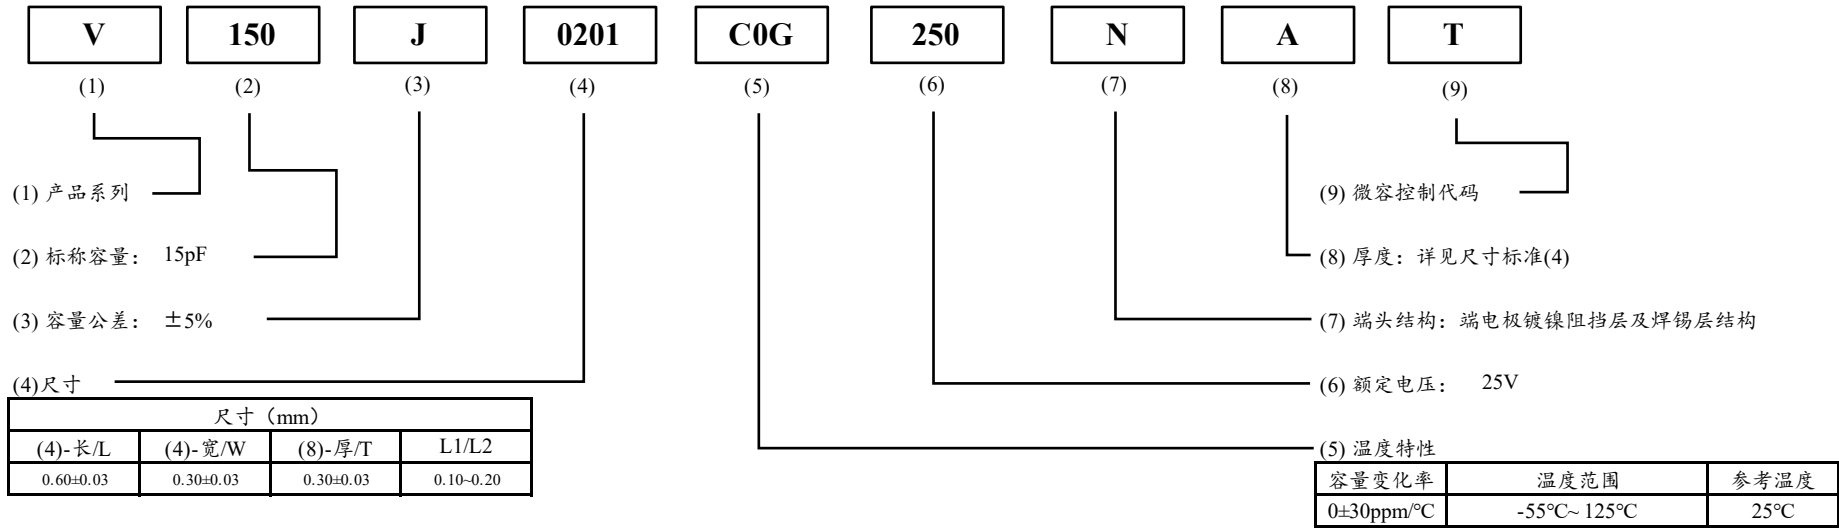 V 150 J 0201 C0G 250 N A T
(1) (2) (3) (4) (5) (6) (7) (8) (9)
(1) 产品系列
(9) 微容控制代码
(2) 标称容量: 15pF
(8) 厚度: 详见尺寸标准(4)
(3) 容量公差: ±5%
(7) 端头结构: 端电极镀镍阻挡层及焊锡层结构
(4)尺寸
(6) 额定电压: 25V
尺寸（mm）
(4)-长/L (4)-宽/W (8)-厚/T L1/L2
0.60±0.03 0.30±0.03 0.30±0.03 0.10~0.20
(5) 温度特性
容量变化率 温度范围 参考温度
0±30ppm/℃ -55℃~ 125℃ 25℃